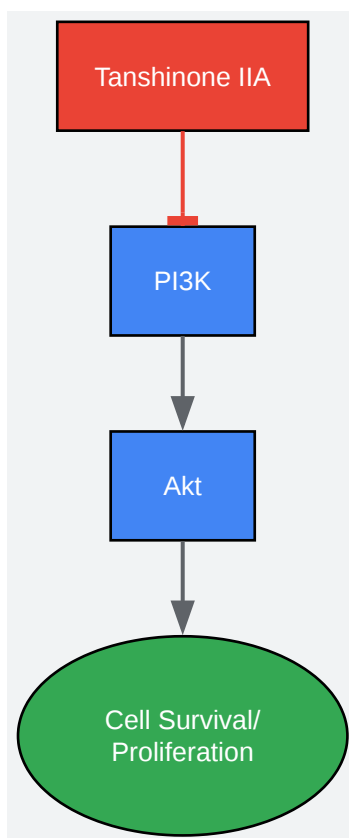 Tanshinone IIA
PI3K
Akt
Cell Survival/
Proliferation